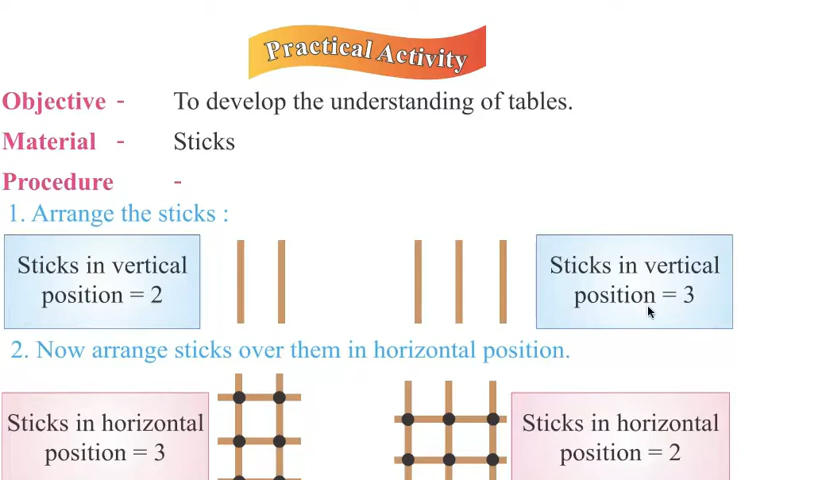 Practical Activity
Objective - To develop the understanding of tables.
Material - Sticks
Procedure -
1. Arrange the sticks :
Sticks in vertical
position = 2
Sticks in vertical
position = 3
2. Now arrange sticks over them in horizontal position.
Sticks in horizontal
position = 3
Sticks in horizontal
position = 2